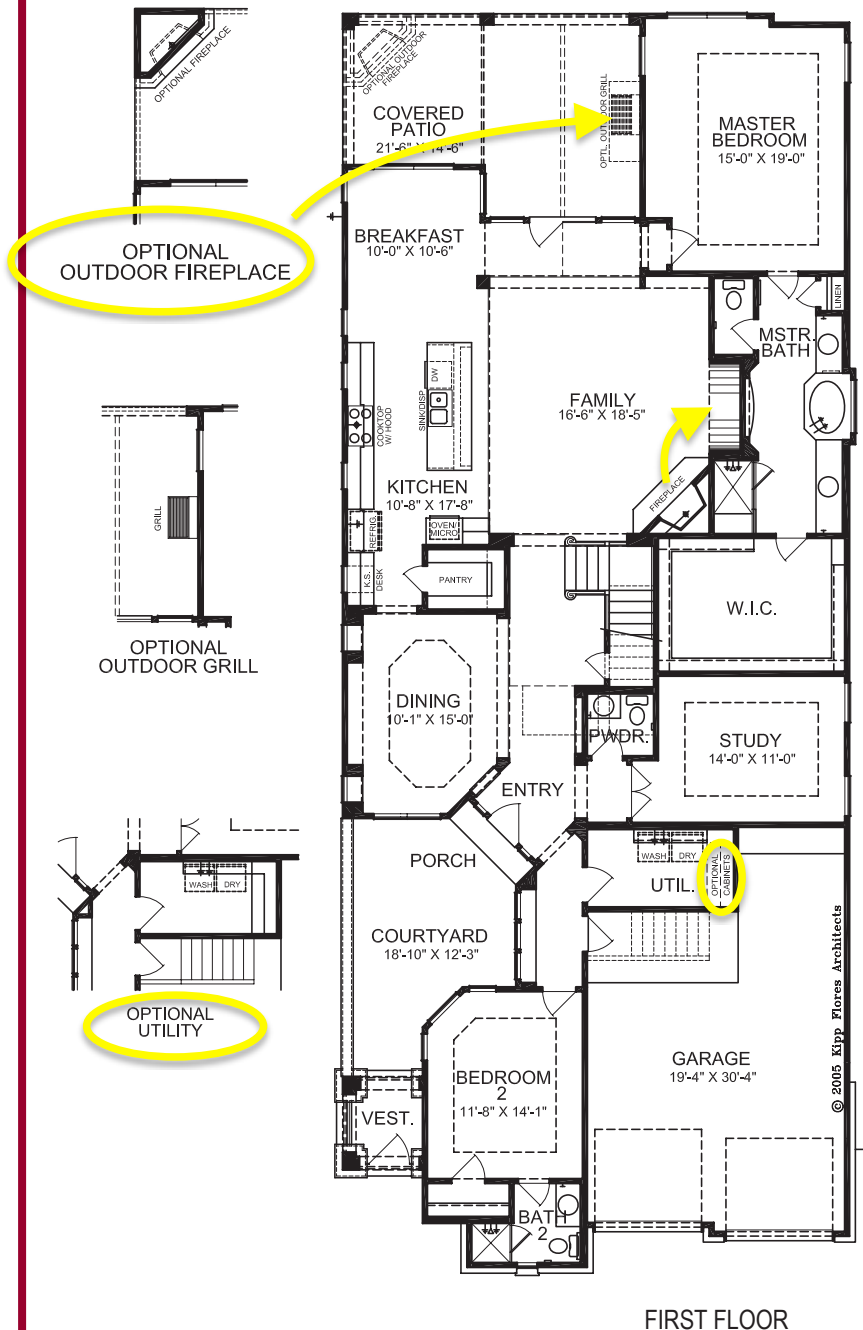 OPTIONAL FIREPLACE
OPTIONAL
OUTDOOR FIREPLACE
OPTIONAL OUTDOOR
FIREPLACE
COVERED
PATIO
21'-6" X 14'-6"
OPTL. OUTDOOR GRILL
MASTER
BEDROOM
15'-0" X 19'-0"
BREAKFAST
10'-0" X 10'-6"
LINEN
MSTR.
BATH
FAMILY
16'-6" X 18'-5"
DW
SINK/DISP
COOKTOP
W/ HOOD
KITCHEN
10'-8" X 17'-8"
FIREPLACE
GRILL
OPTIONAL
OUTDOOR GRILL
REFRIG.
OVEN/
MICRO
K.S.
DESK
PANTRY
W.I.C.
DINING
10'-1" X 15'-0"
PWDR.
STUDY
14'-0" X 11'-0"
ENTRY
PORCH
WASH
DRY
UTIL.
OPTIONAL
CABINETS
WASH
DRY
OPTIONAL
UTILITY
COURTYARD
18'-10" X 12'-3"
BEDROOM
2
11'-8" X 14'-1"
VEST.
GARAGE
19'-4" X 30'-4"
© 2005 Kipp Flores Architects
BATH
2
FIRST FLOOR